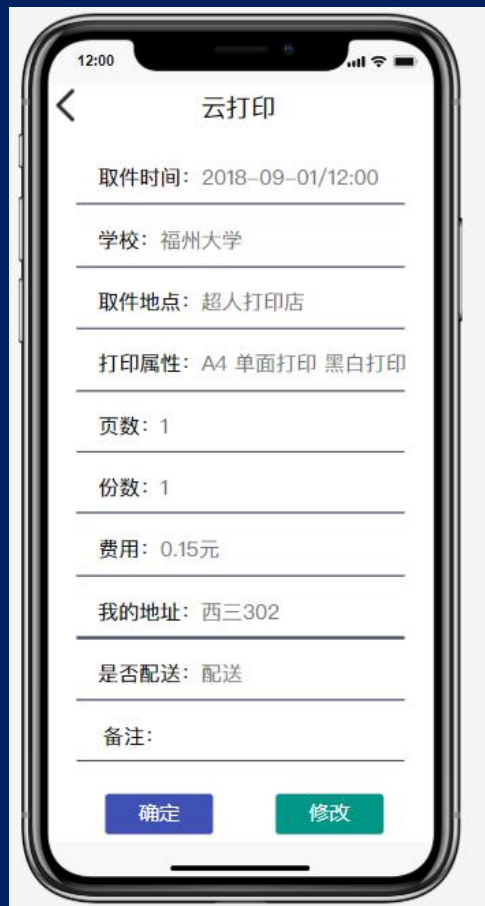 12:00
云打印
取件时间：2018-09-01/12:00
学校：福州大学
取件地点：超人打印店
打印属性：A4 单面打印 黑白打印
页数：1
份数：1
费用：0.15元
我的地址：西三302
是否配送：配送
备注：
确定 修改